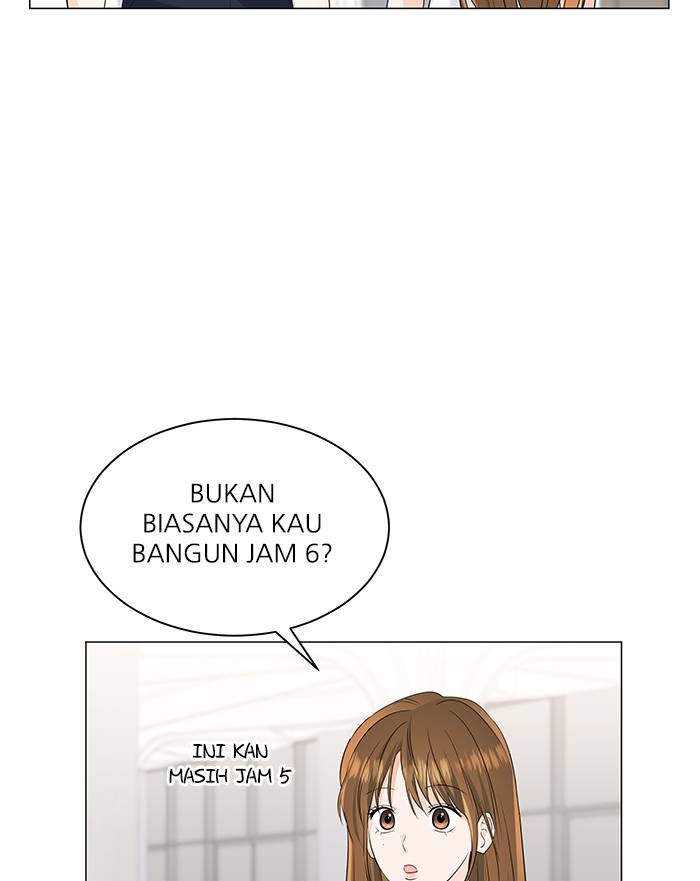 BUKAN
BIASANYA KAU
BANGUN JAM 6?
INI KAN
MASIH JAM 5